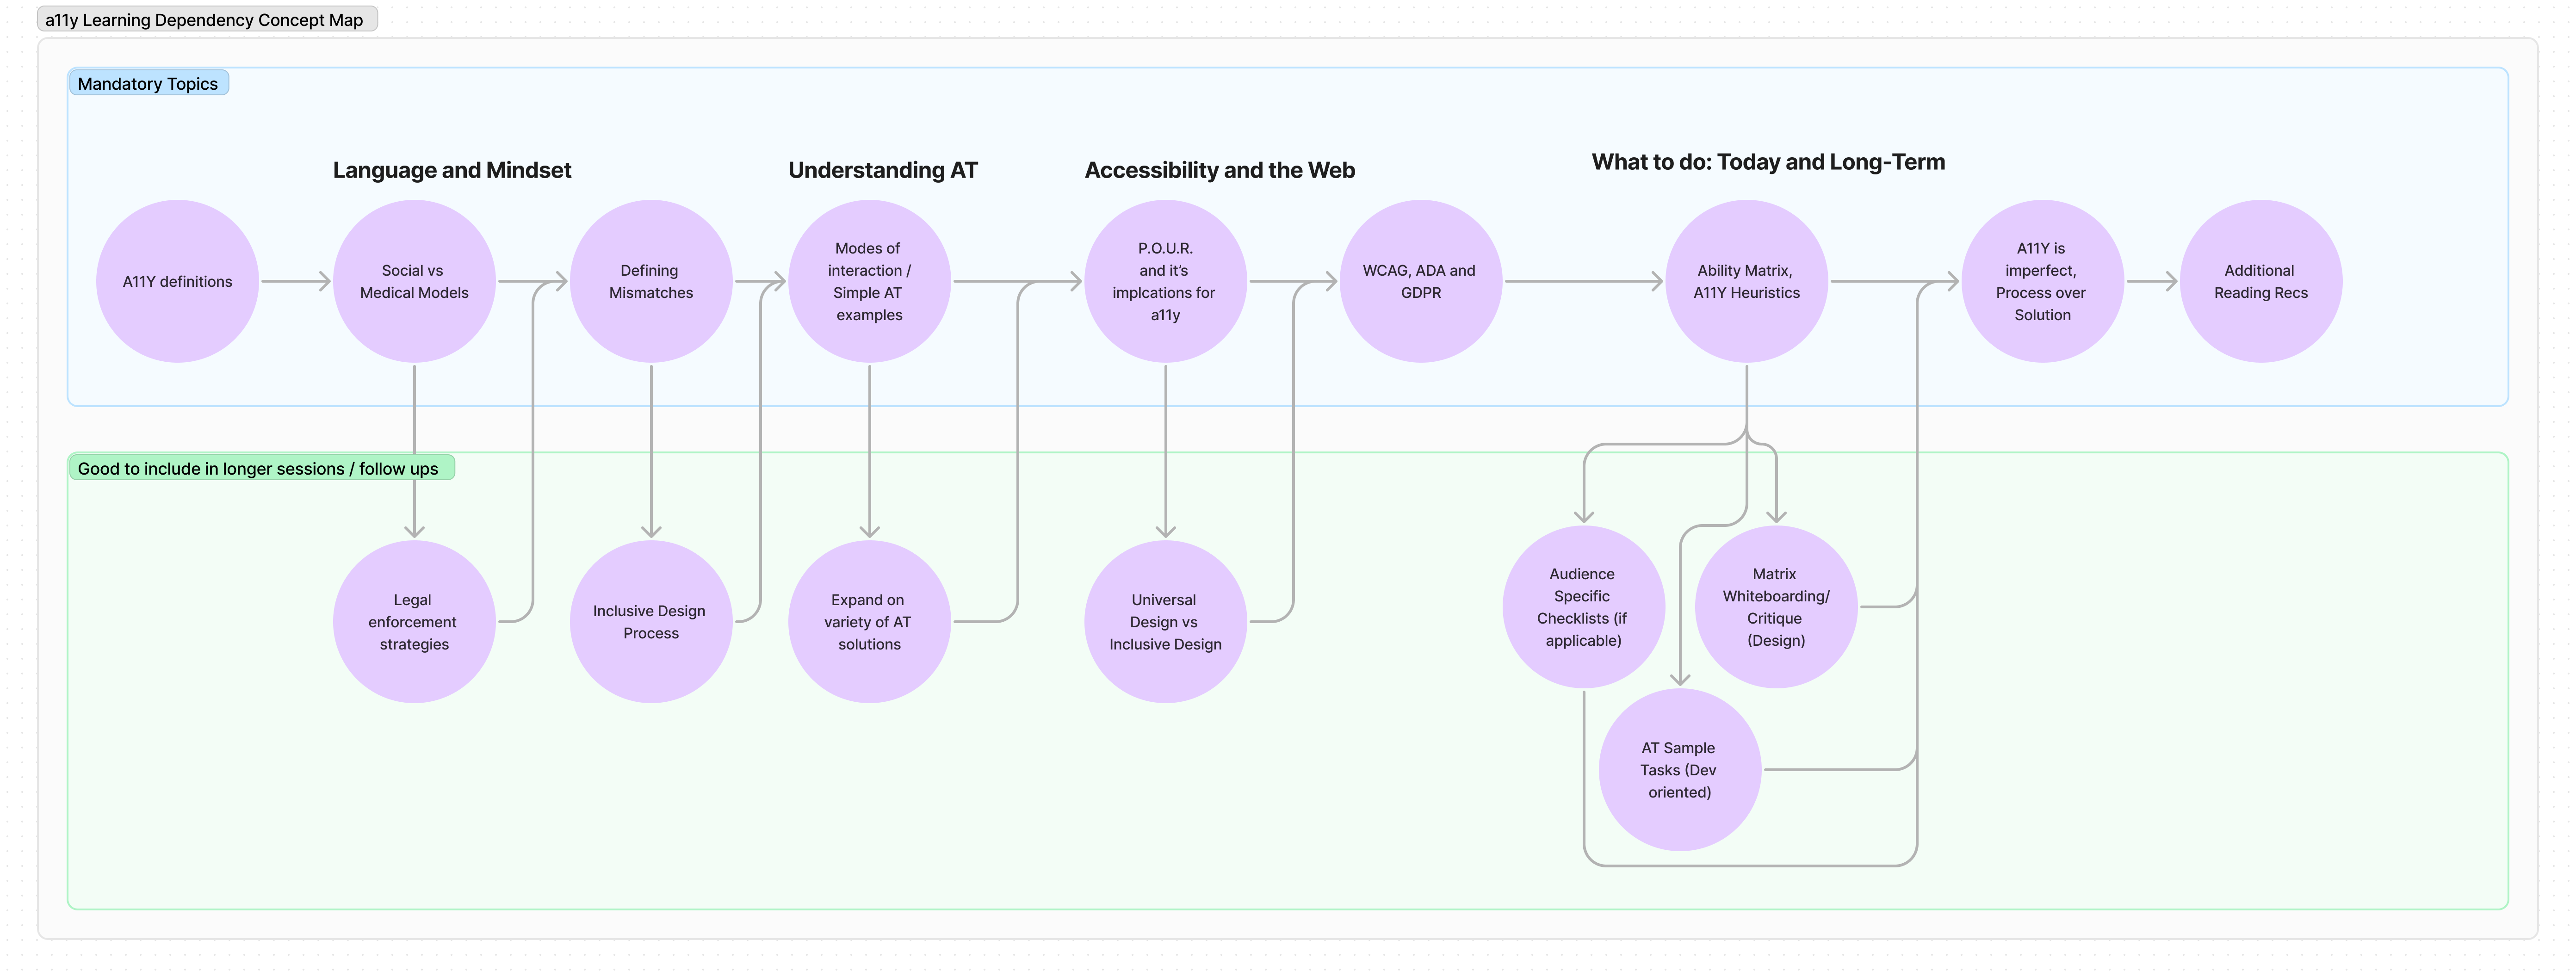 a11y Learning Dependency Concept Map
Mandatory Topics
Language and Mindset
Understanding AT
Accessibility and the Web
What to do: Today and Long-Term
A11Y definitions
Social vs
Medical Models
Defining
Mismatches
Modes of
interaction /
Simple AT
examples
P.O.U.R.
and it's
implcations for
a11y
WCAG, ADA and
GDPR
Ability Matrix,
A11Y Heuristics
A11Y is
imperfect,
Process over
Solution
Additional
Reading Recs
Good to include in longer sessions / follow ups
Legal
enforcement
strategies
Inclusive Design
Process
Expand on
variety of AT
solutions
Universal
Design vs
Inclusive Design
Audience
Specific
Checklists (if
applicable)
Matrix
Whiteboarding/
Critique
(Design)
AT Sample
Tasks (Dev
oriented)